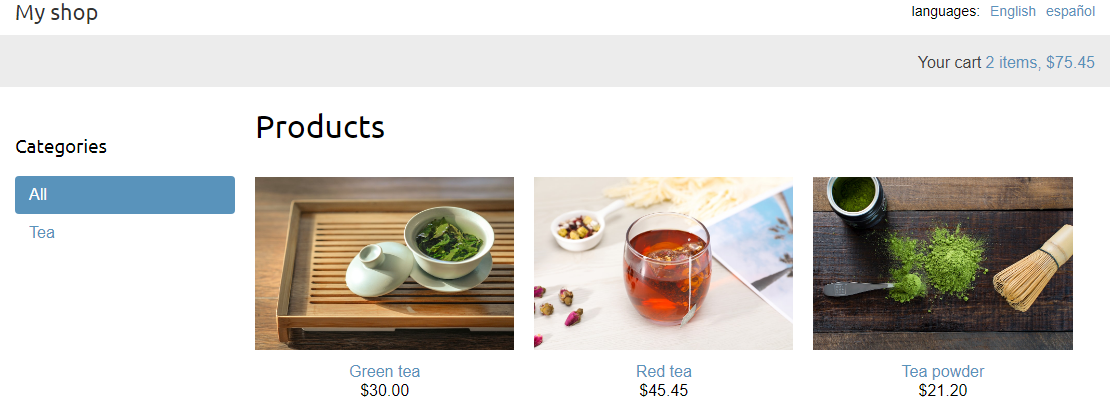 My shop
languages: English español
Your cart 2 items, $75.45
Categories
All
Tea
Products
Green tea
$30.00
Red tea
$45.45
Tea powder
$21.20